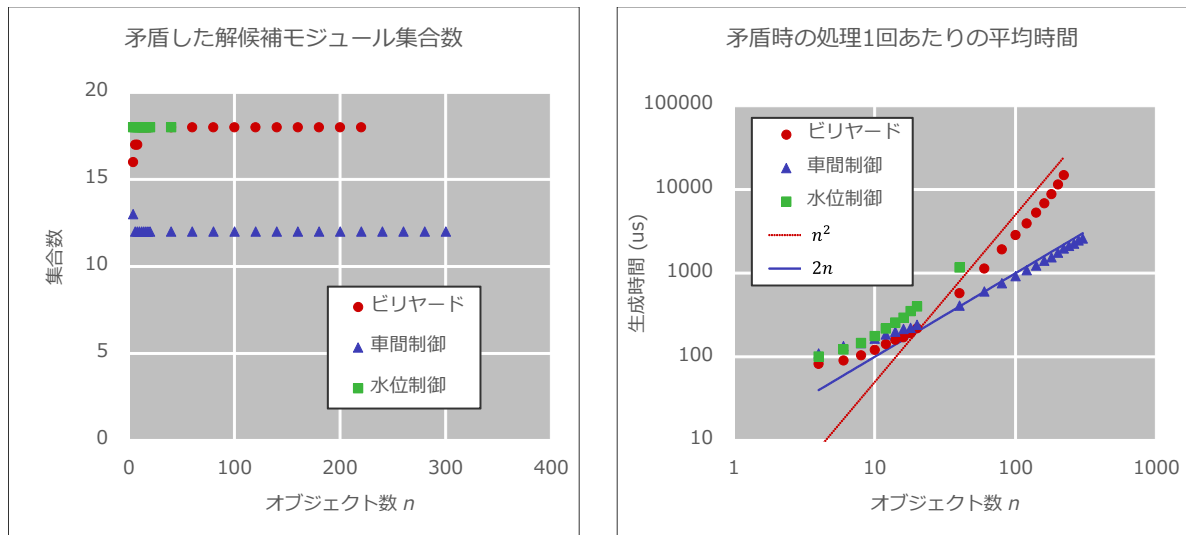 矛盾した解候補モジュール集合数
20
15
10
5
0
集合数
0 100 200 300 400
オブジェクト数 n
ビリヤード
車間制御
水位制御
矛盾時の処理1回あたりの平均時間
100000
10000
1000
100
10
生成時間 (us)
1 10 100 1000
オブジェクト数 n
ビリヤード
車間制御
水位制御
n²
2n